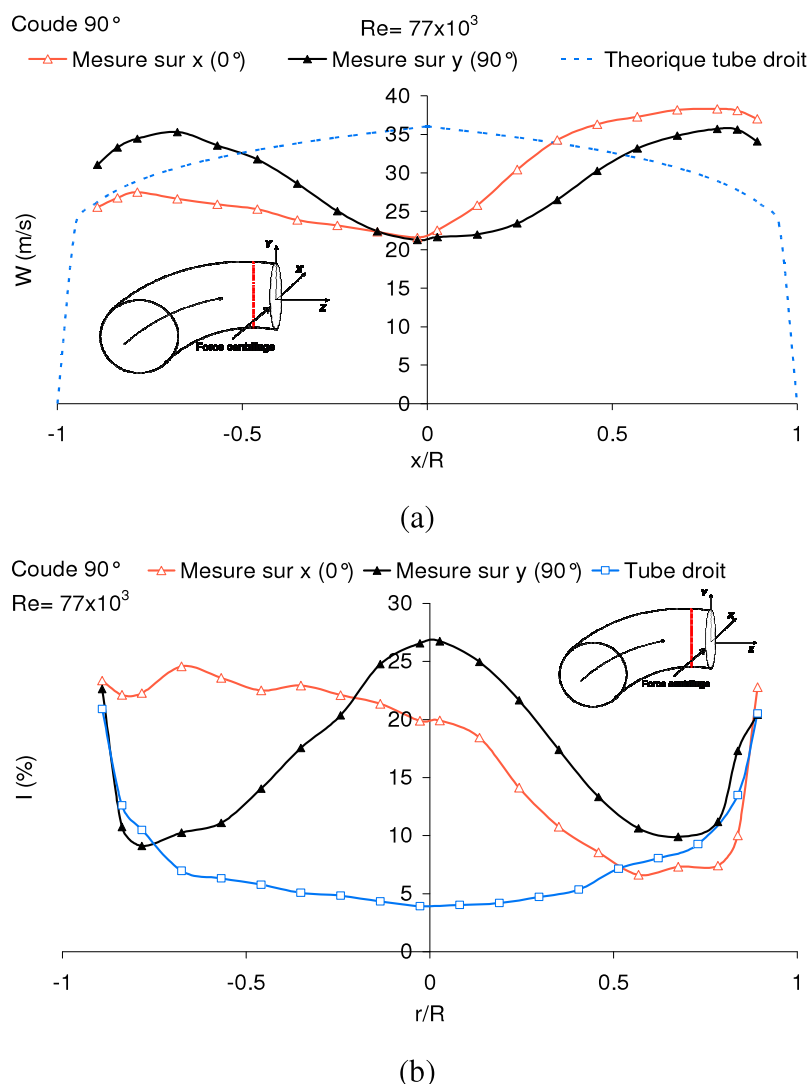 Coude 90°
Re= 77x10³
Mesure sur x (0°)
Mesure sur y (90°)
Theorique tube droit
40
35
30
25
20
15
10
5
0
W (m/s)
Y
X
Z
Force centrifuge
-1
-0.5
0
0.5
1
x/R
(a)
Coude 90°
Mesure sur x (0°)
Mesure sur y (90°)
Tube droit
Re= 77x10³
30
25
20
15
10
5
0
I (%)
Y
X
Z
Force centrifuge
-1
-0.5
0
0.5
1
r/R
(b)